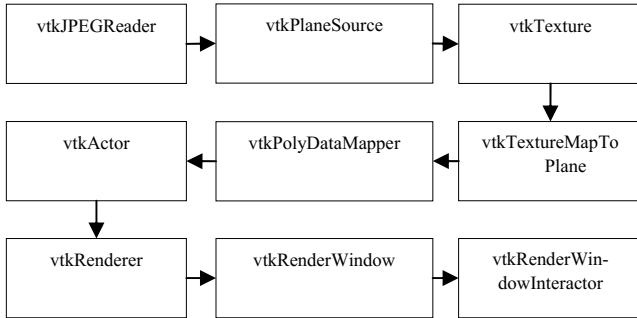 vtkJPEGReader
vtkPlaneSource
vtkTexture
vtkActor
vtkPolyDataMapper
vtkTextureMapTo
Plane
vtkRenderer
vtkRenderWindow
vtkRenderWin-
dowInteractor